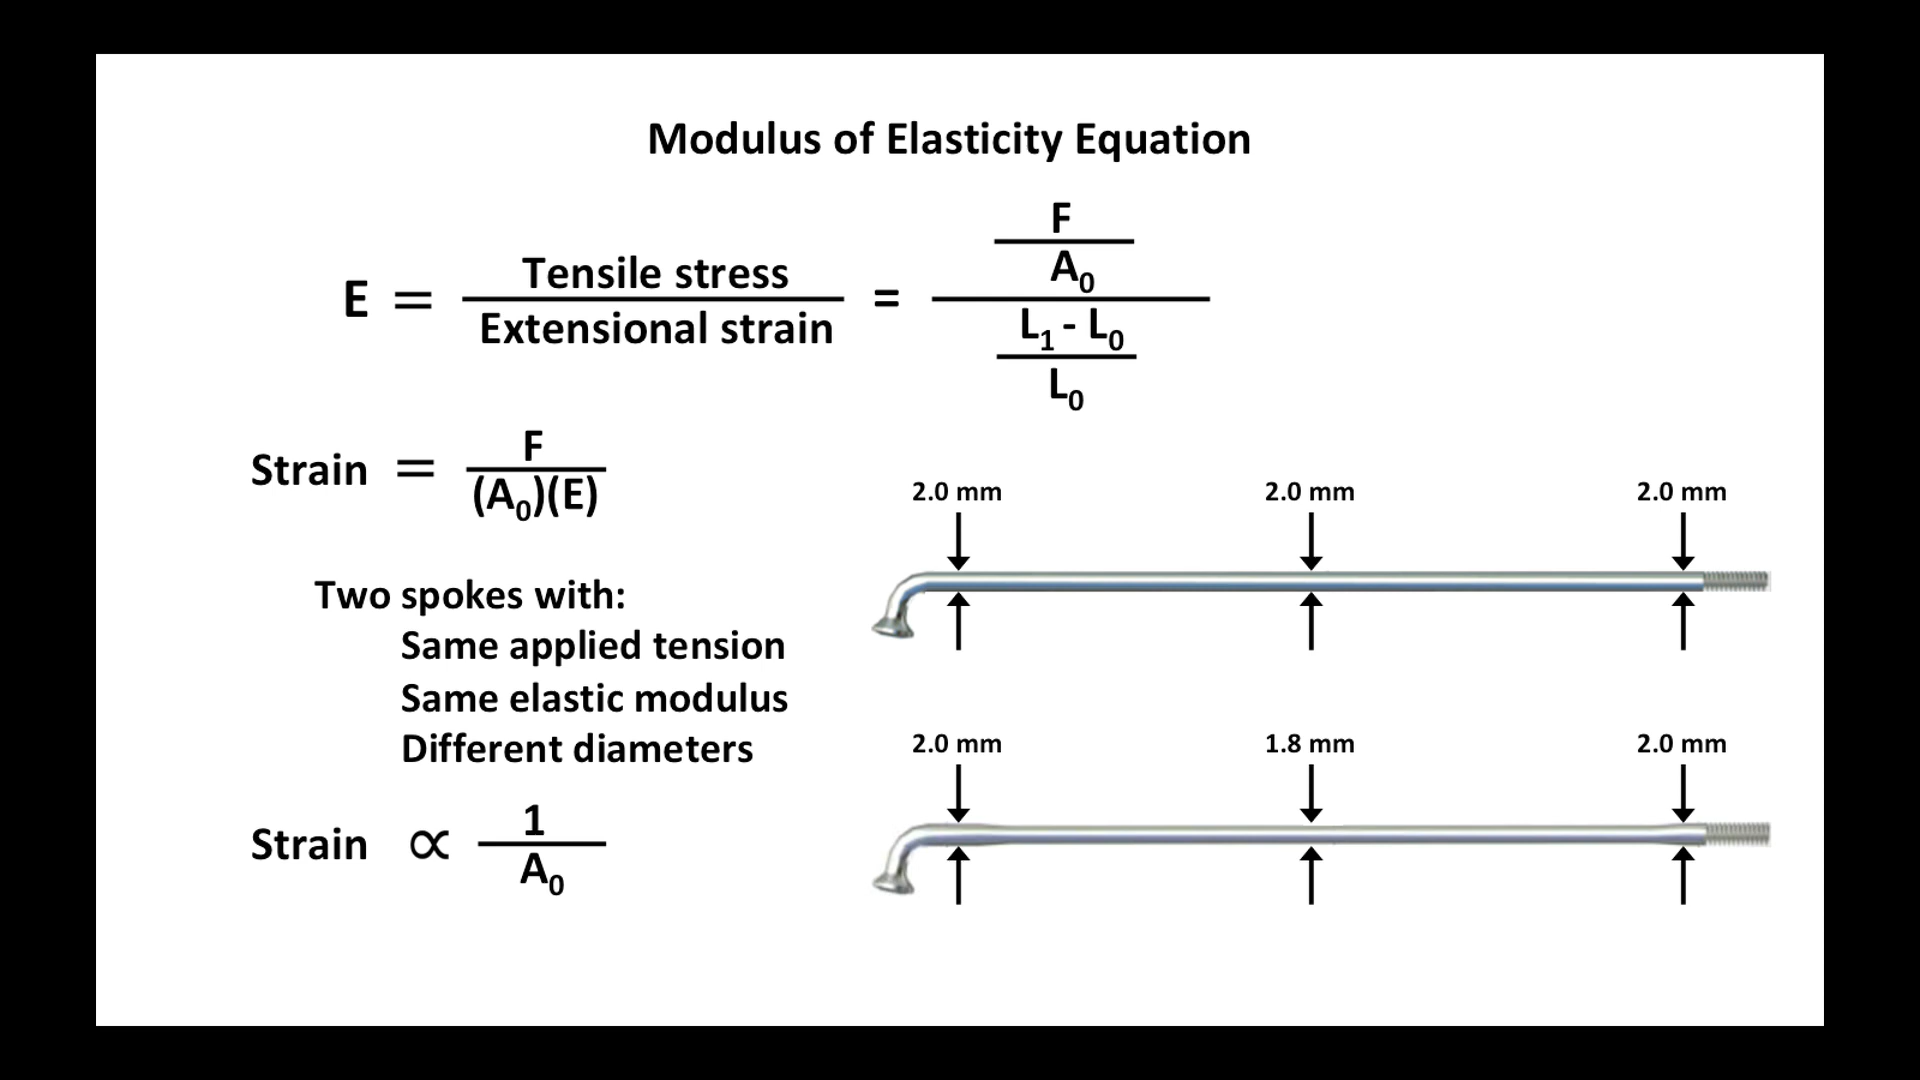 Modulus of Elasticity Equation
E = Tensile stress / Extensional strain = (F / A₀) / ((L₁ - L₀) / L₀)
Strain = F / (A₀)(E)
2.0 mm 2.0 mm 2.0 mm
Two spokes with:
Same applied tension
Same elastic modulus
Different diameters
2.0 mm 1.8 mm 2.0 mm
Strain ∝ 1 / A₀